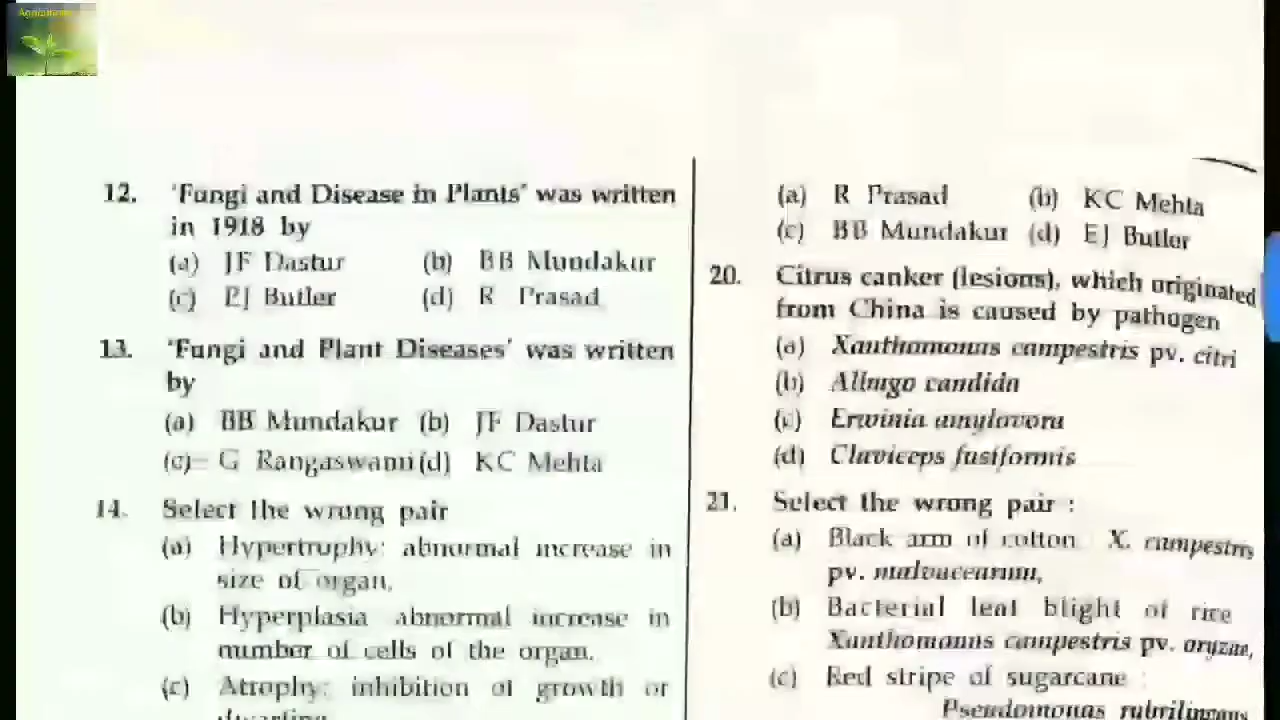 12. 'Fungi and Disease in Plants' was written
in 1918 by
(a) JF Dastur (b) BB Mundakur
(c) EJ Butler (d) R Prasad
13. 'Fungi and Plant Diseases' was written
by
(a) BB Mundakur (b) JF Dastur
(c) G Rangaswami (d) KC Mehta
14. Select the wrong pair
(a) Hypertrophy: abnormal increase in
size of organ,
(b) Hyperplasia abnormal increase in
number of cells of the organ,
(c) Atrophy: inhibition of growth or
dwarfing
(a) R Prasad (b) KC Mehta
(c) BB Mundakur (d) EJ Butler
20. Citrus canker (lesions), which originated
from China is caused by pathogen
(a) Xanthomonas campestris pv. citri
(b) Albugo candida
(c) Erwinia amylovora
(d) Claviceps fusiformis
21. Select the wrong pair :
(a) Black arm of cotton X. campestris
pv. malvacearum,
(b) Bacterial leaf blight of rice
Xanthomonas campestris pv. oryzae,
(c) Red stripe of sugarcane :
Pseudomonas rubrilineans